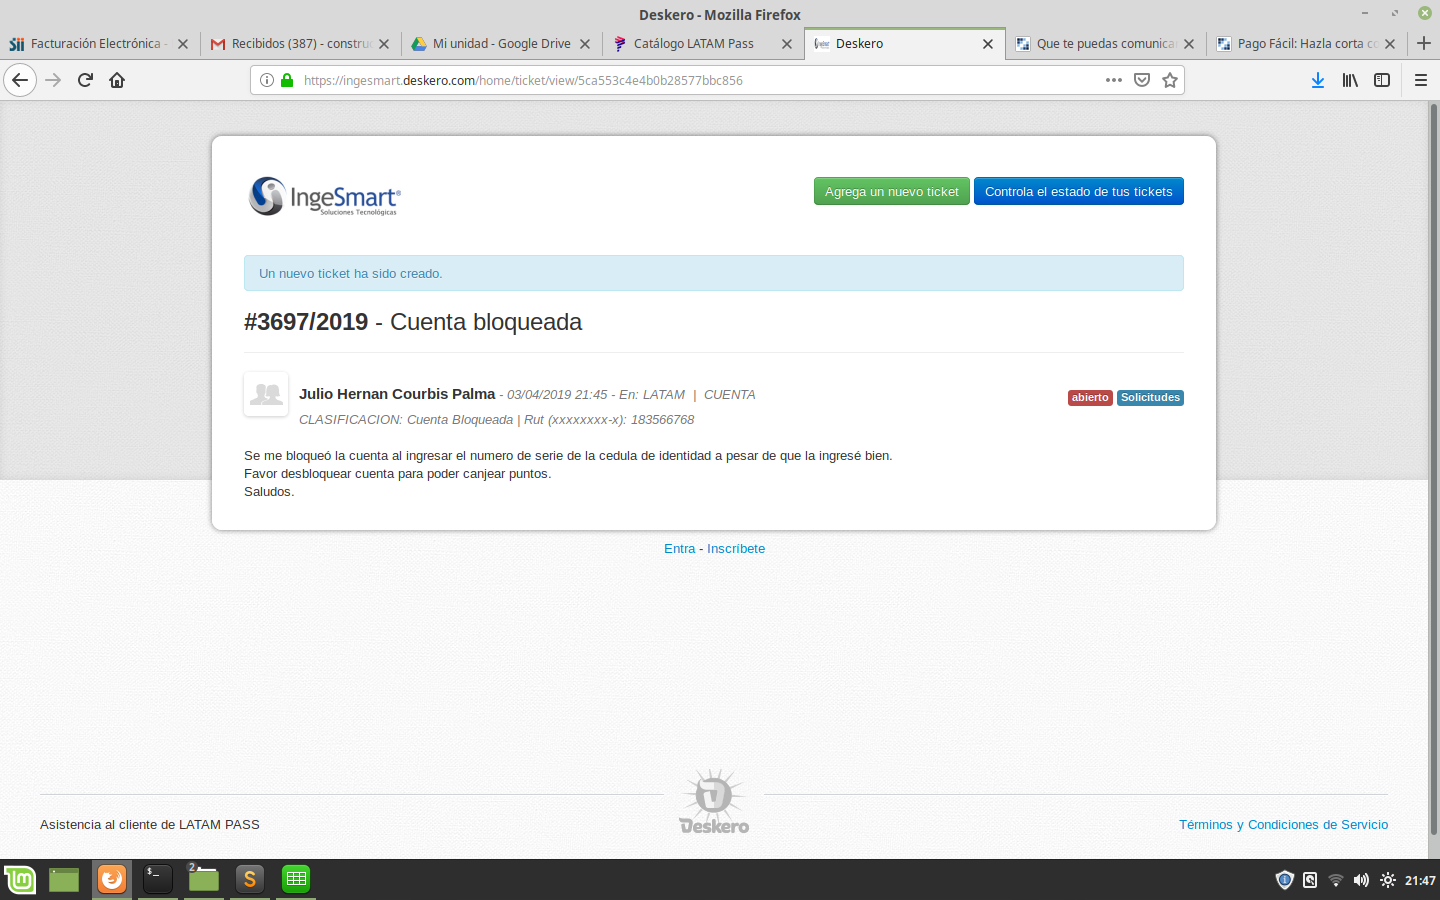 Deskero - Mozilla Firefox
Facturación Electrónica -
Recibidos (387) - construc
Mi unidad - Google Drive
Catálogo LATAM Pass
Deskero
Que te puedas comunica
Pago Fácil: Hazla corta co
https://ingesmart.deskero.com/home/ticket/view/5ca553c4e4b0b28577bbc856
IngeSmart®
Soluciones Tecnológicas
Agrega un nuevo ticket
Controla el estado de tus tickets
Un nuevo ticket ha sido creado.
#3697/2019 - Cuenta bloqueada
Julio Hernan Courbis Palma - 03/04/2019 21:45 - En: LATAM | CUENTA
abierto Solicitudes
CLASIFICACION: Cuenta Bloqueada | Rut (xxxxxxxx-x): 183566768
Se me bloqueó la cuenta al ingresar el numero de serie de la cedula de identidad a pesar de que la ingresé bien.
Favor desbloquear cuenta para poder canjear puntos.
Saludos.
Entra - Inscríbete
Deskero
Asistencia al cliente de LATAM PASS
Términos y Condiciones de Servicio
2
21:47